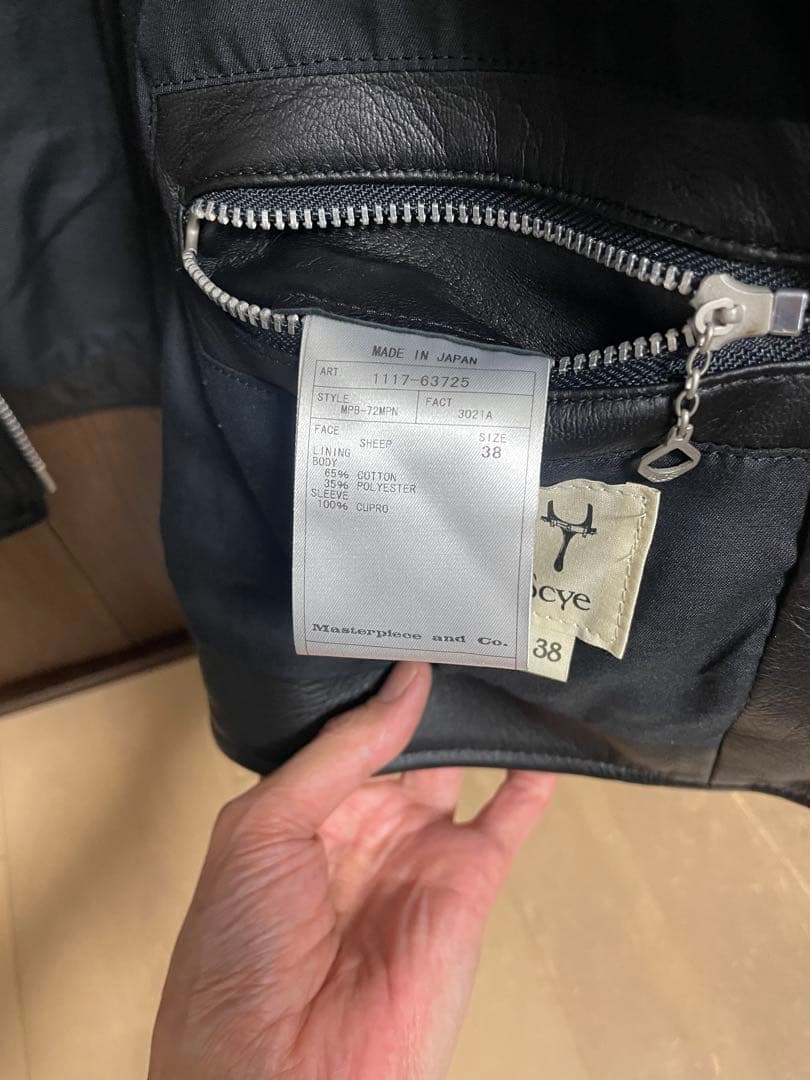 MADE IN JAPAN
ART. 1117-63725
STYLE MPB-72MPN FACT 3021A
FACE SHEEP SIZE 38
LINING
BODY
65% COTTON
35% POLYESTER
SLEEVE
100% CUPRO
Masterpiece and Co.
Scye
38